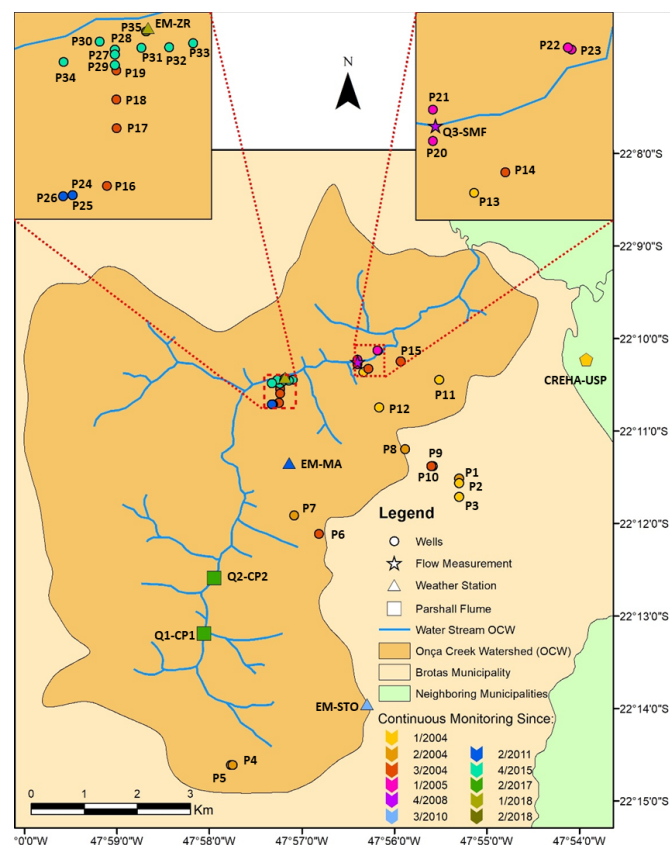 P35
EM-ZR
P30
P28
P33
P27
P31
P32
P34
P29
P19
P18
P17
P24
P16
P26
P25
N
P22
P23
P21
Q3-SMF
P20
P14
P13
22°8'0"S
22°9'0"S
22°10'0"S
22°11'0"S
22°12'0"S
22°13'0"S
22°14'0"S
22°15'0"S
P15
P11
CREHA-USP
P12
P8
P9
P10
P1
P2
P3
EM-MA
P7
P6
Q2-CP2
Q1-CP1
EM-STO
P4
P5
Legend
Wells
Flow Measurement
Weather Station
Parshall Flume
Water Stream OCW
Onça Creek Watershed (OCW)
Brotas Municipality
Neighboring Municipalities
Continuous Monitoring Since:
1/2004
2/2004
3/2004
1/2005
4/2008
3/2010
2/2011
4/2015
2/2017
1/2018
2/2018
0 1 2 3
Km
°00"W 47°59'0"W 47°58'0"W 47°57'0"W 47°56'0"W 47°55'0"W 47°54'0"W